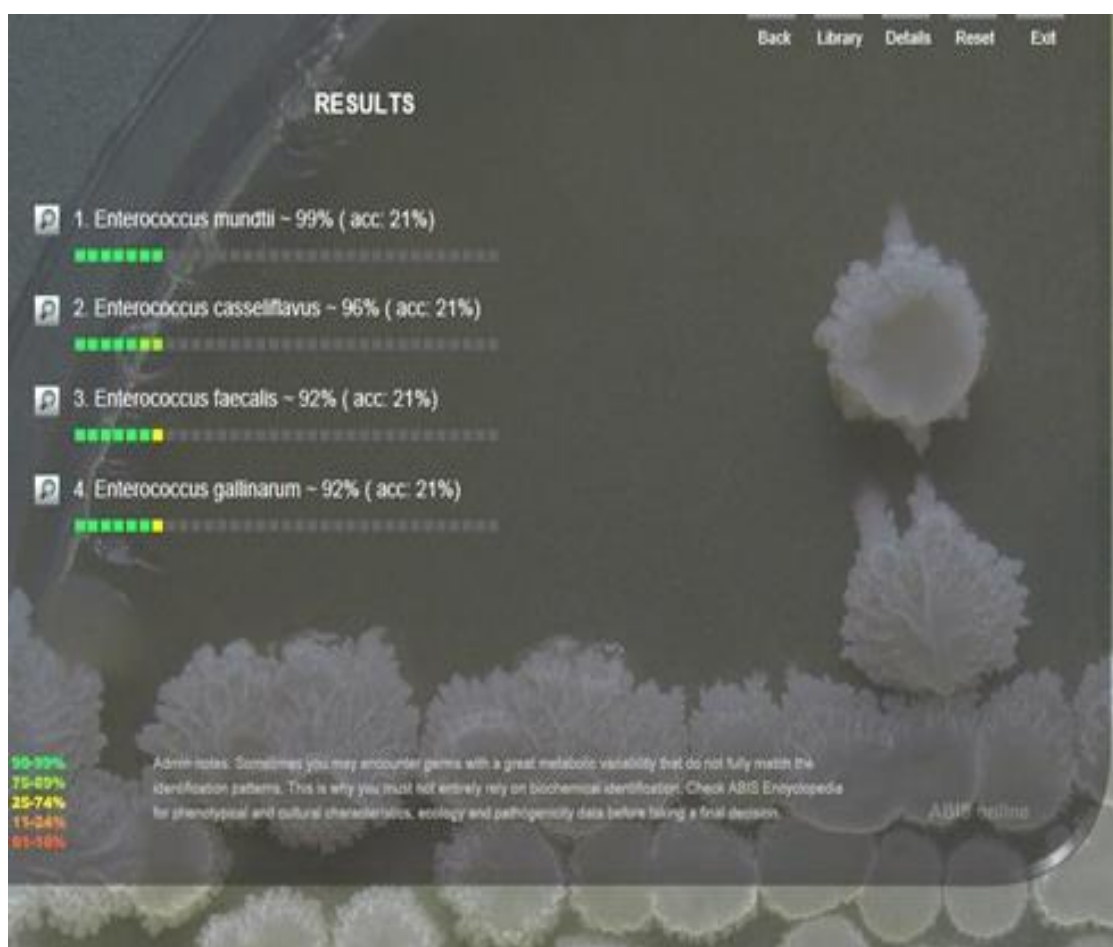 Back Library Details Reset Exit
RESULTS
1. Enterococcus mundtii ~ 99% ( acc: 21%)
2. Enterococcus casseliflavus ~ 96% ( acc: 21%)
3. Enterococcus faecalis ~ 92% ( acc: 21%)
4. Enterococcus gallinarum ~ 92% ( acc: 21%)
90-99%
75-89%
25-74%
11-24%
01-10%
Admin notes: Sometimes you may encounter germs with a great metabolic variability that do not fully match the
identification patterns. This is why you must not entirely rely on biochemical identification. Check ABIS Encyclopedia
for phenotypical and cultural characteristics, ecology and pathogenicity data before taking a final decision.
ABIS online